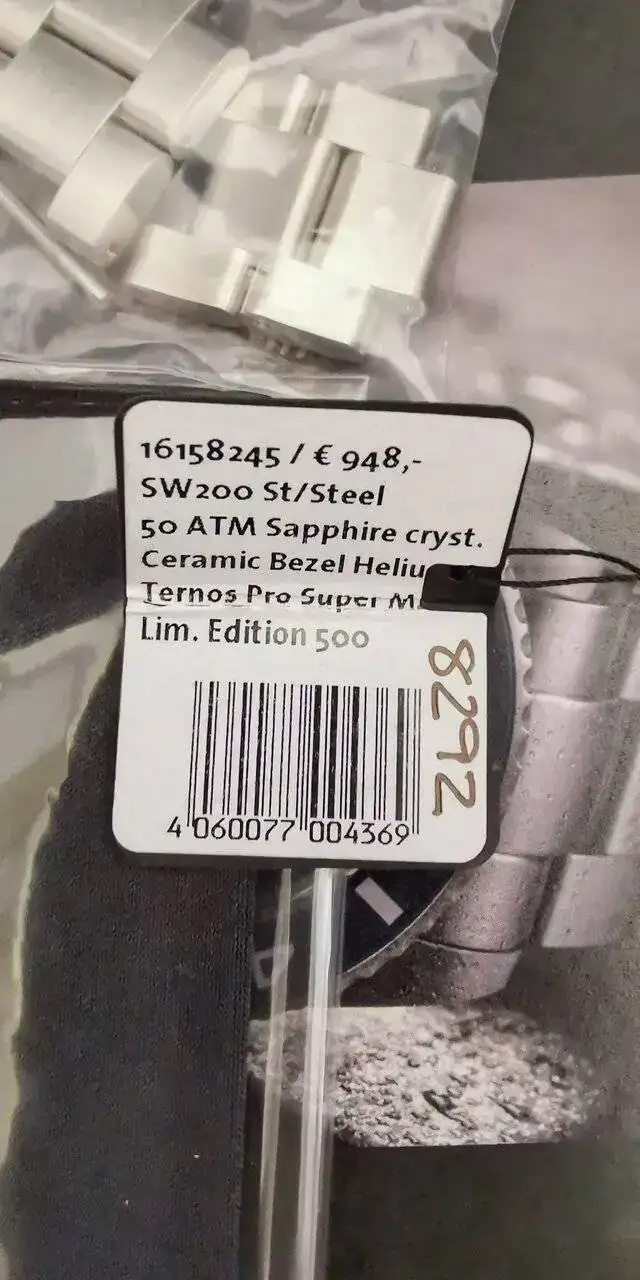 16158245 / € 948,-
SW200 St/Steel
50 ATM Sapphire cryst.
Ceramic Bezel
Ternos Pro Super
Lim. Edition 500
8292
4 060077 004369